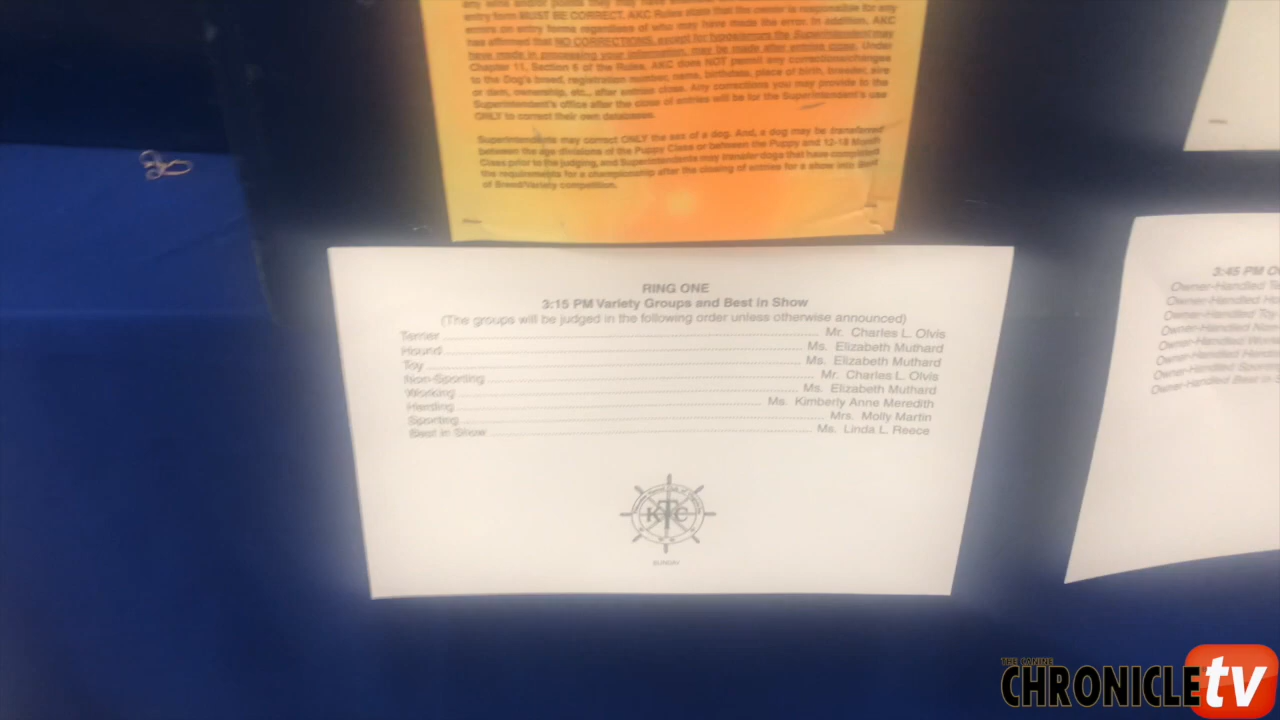 any wins and/or points they may have
entry form MUST BE CORRECT. AKC Rules state that the owner is responsible for any
errors on entry forms regardless of who may have made the error. In addition, AKC
has affirmed that NO CORRECTIONS, except for typos/errors the Superintendent may
have made in processing your information, may be made after entries close. Under
Chapter 11, Section 6 of the Rules, AKC does NOT permit any corrections/changes
to the Dog's breed, registration number, name, birthdate, place of birth, breeder, sire
or dam, ownership, etc., after entries close. Any corrections you may provide to the
Superintendent's office after the close of entries will be for the Superintendent's use
ONLY to correct their own databases.
Superintendents may correct ONLY the sex of a dog. And, a dog may be transferred
between the age divisions of the Puppy Class or between the Puppy and 12-18 Month
Class prior to the judging, and Superintendents may transfer dogs that have completed
the requirements for a championship after the closing of entries for a show into Best
of Breed/Variety competition.
RING ONE
3:15 PM Variety Groups and Best in Show
(The groups will be judged in the following order unless otherwise announced)
Terrier Mr. Charles L. Olvis
Hound Ms. Elizabeth Muthard
Toy Ms. Elizabeth Muthard
Non-Sporting Mr. Charles L. Olvis
Working Ms. Elizabeth Muthard
Herding Ms. Kimberly Anne Meredith
Sporting Mrs. Molly Martin
Best in Show Ms. Linda L. Reece
KTC
SUNDAY
3:45 PM
Owner-Handled
Owner-Handled
Owner-Handled Toy
Owner-Handled
Owner-Handled
Owner-Handled
Owner-Handled
Owner-Handled Best in
THE CANINE
CHRONICLE tv